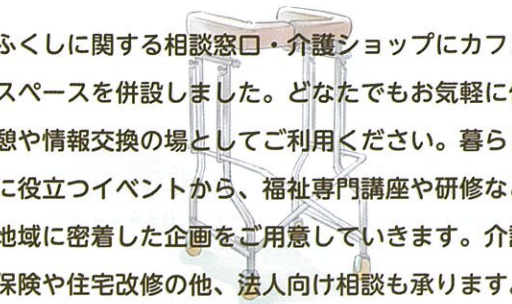 ふくしに関する相談窓口・介護ショップにカフ
スペースを併設しました。どなたでもお気軽に
憩や情報交換の場としてご利用ください。暮ら
に役立つイベントから、福祉専門講座や研修な
地域に密着した企画をご用意していきます。介
保険や住宅改修の他、法人向け相談も承ります。